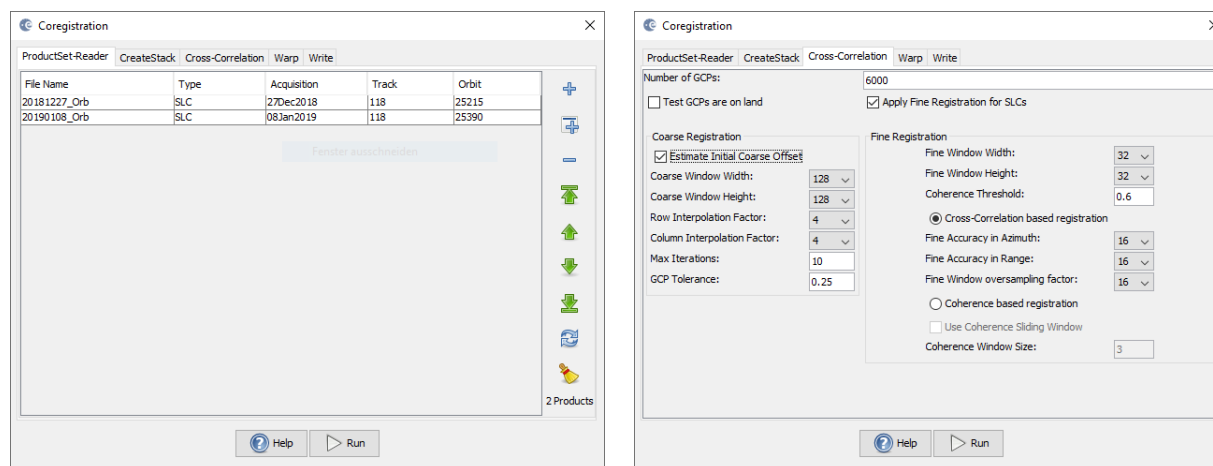 Coregistration
ProductSet-Reader CreateStack Cross-Correlation Warp Write
File Name Type Acquisition Track Orbit
20181227_Orb SLC 27Dec2018 118 25215
20190108_Orb SLC 08Jan2019 118 25390
Fenster ausschneiden
2 Products
Help Run
Coregistration
ProductSet-Reader CreateStack Cross-Correlation Warp Write
Number of GCPs: 6000
Test GCPs are on land Apply Fine Registration for SLCs
Coarse Registration
Estimate Initial Coarse Offset
Coarse Window Width: 128
Coarse Window Height: 128
Row Interpolation Factor: 4
Column Interpolation Factor: 4
Max Iterations: 10
GCP Tolerance: 0.25
Fine Registration
Fine Window Width: 32
Fine Window Height: 32
Coherence Threshold: 0.6
Cross-Correlation based registration
Fine Accuracy in Azimuth: 16
Fine Accuracy in Range: 16
Fine Window oversampling factor: 16
Coherence based registration
Use Coherence Sliding Window
Coherence Window Size: 3
Help Run